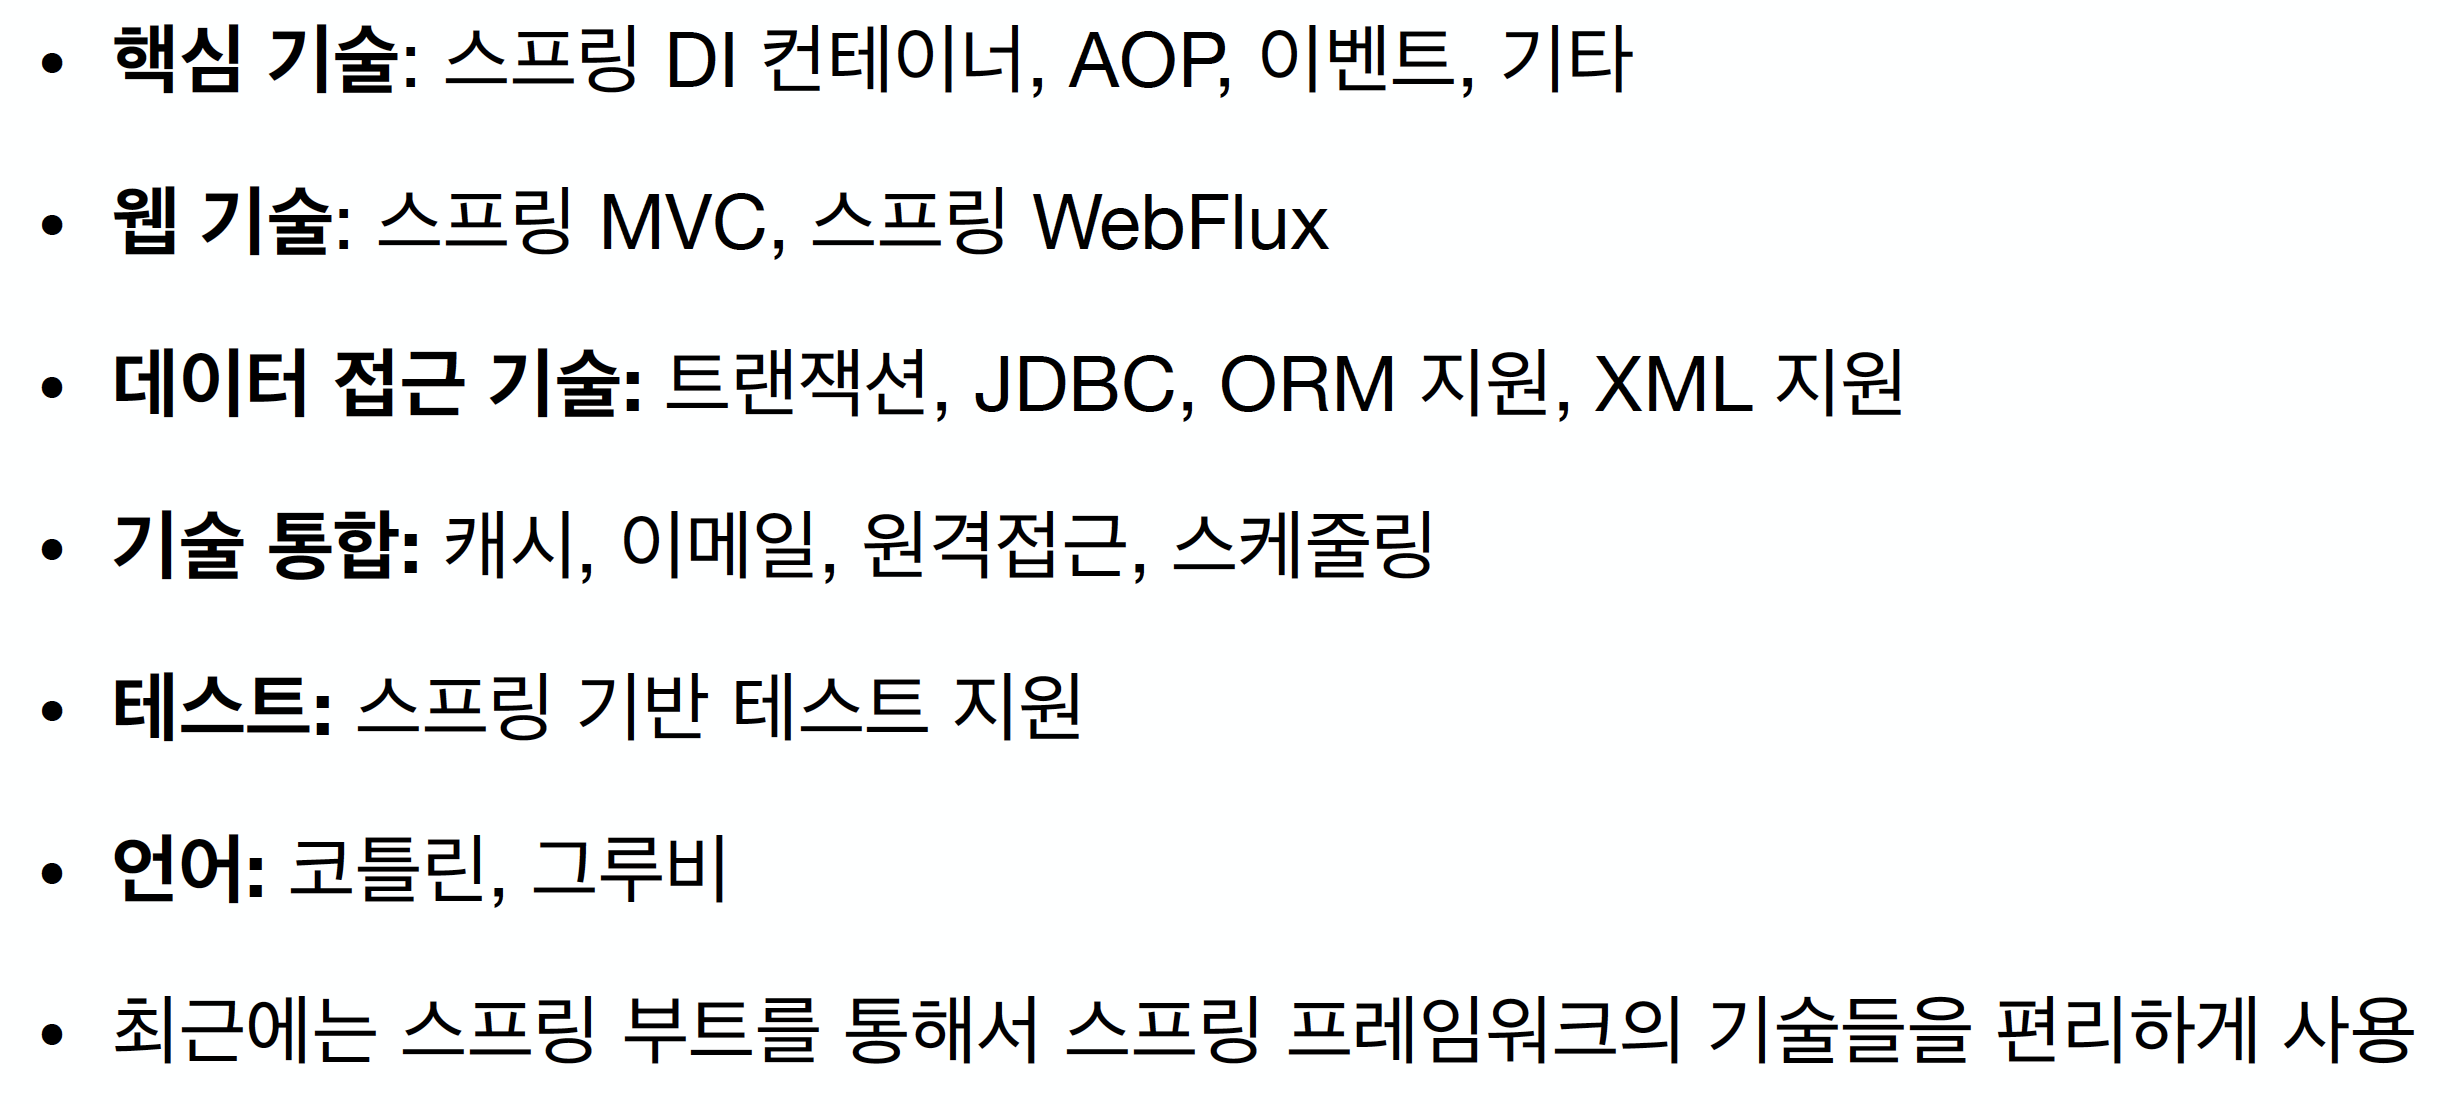 • 핵심 기술: 스프링 DI 컨테이너, AOP, 이벤트, 기타
• 웹 기술: 스프링 MVC, 스프링 WebFlux
• 데이터 접근 기술: 트랜잭션, JDBC, ORM 지원, XML 지원
• 기술 통합: 캐시, 이메일, 원격접근, 스케줄링
• 테스트: 스프링 기반 테스트 지원
• 언어: 코틀린, 그루비
• 최근에는 스프링 부트를 통해서 스프링 프레임워크의 기술들을 편리하게 사용